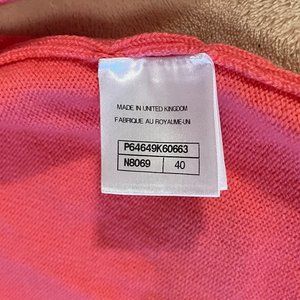 MADE IN UNITED KINGDOM
FABRIQUE AU ROYAUME-UNI
P64649K60663
N8069 40